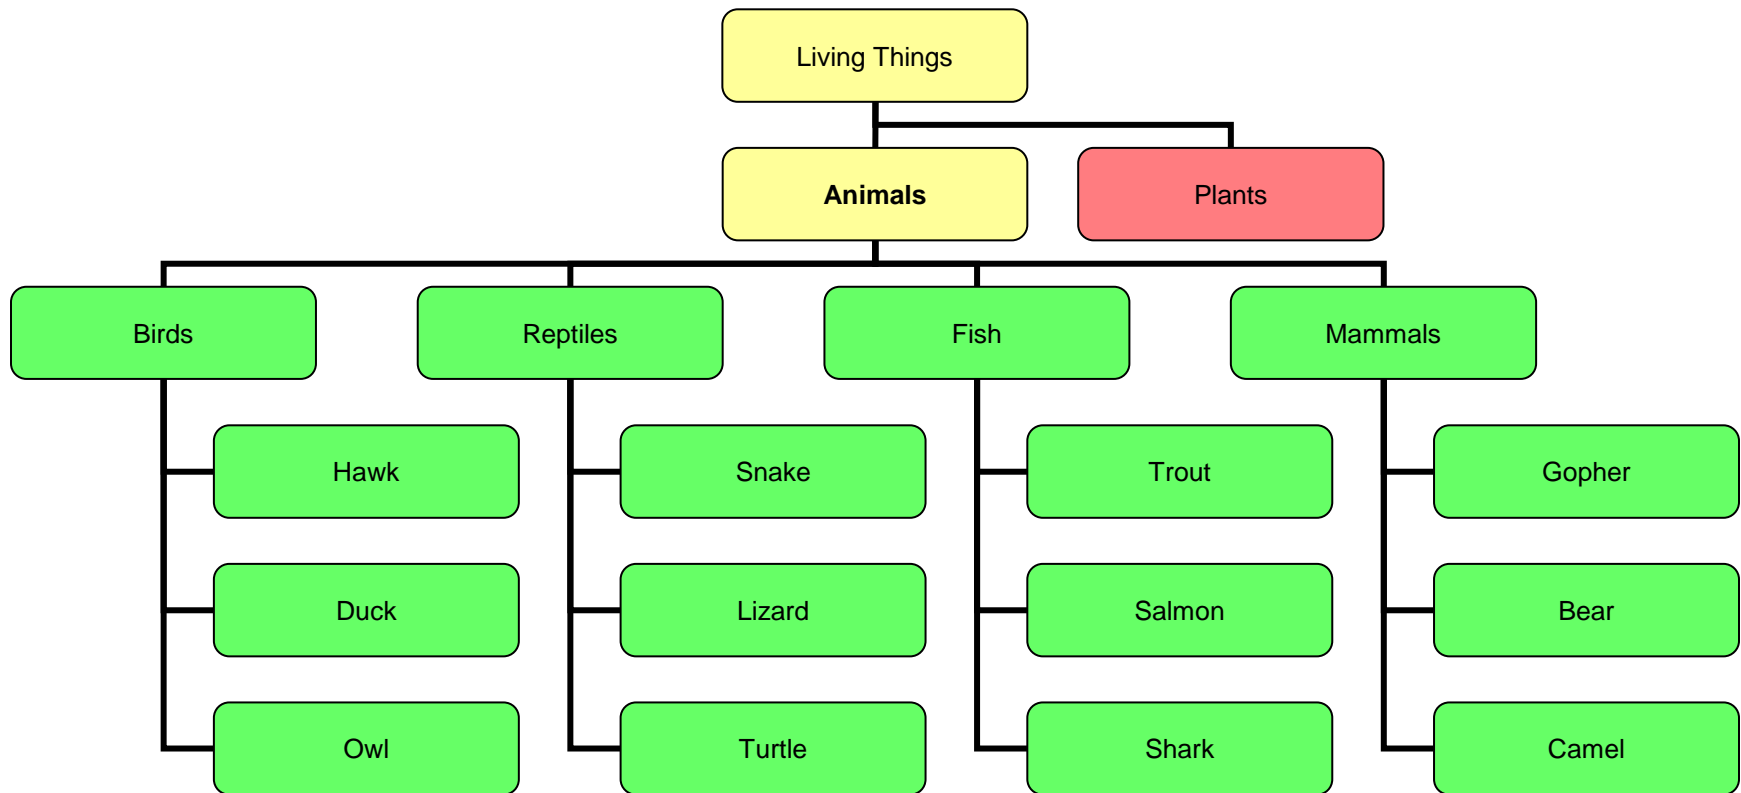 Living Things
Animals
Plants
Birds
Reptiles
Fish
Mammals
Hawk
Snake
Trout
Gopher
Duck
Lizard
Salmon
Bear
Owl
Turtle
Shark
Camel